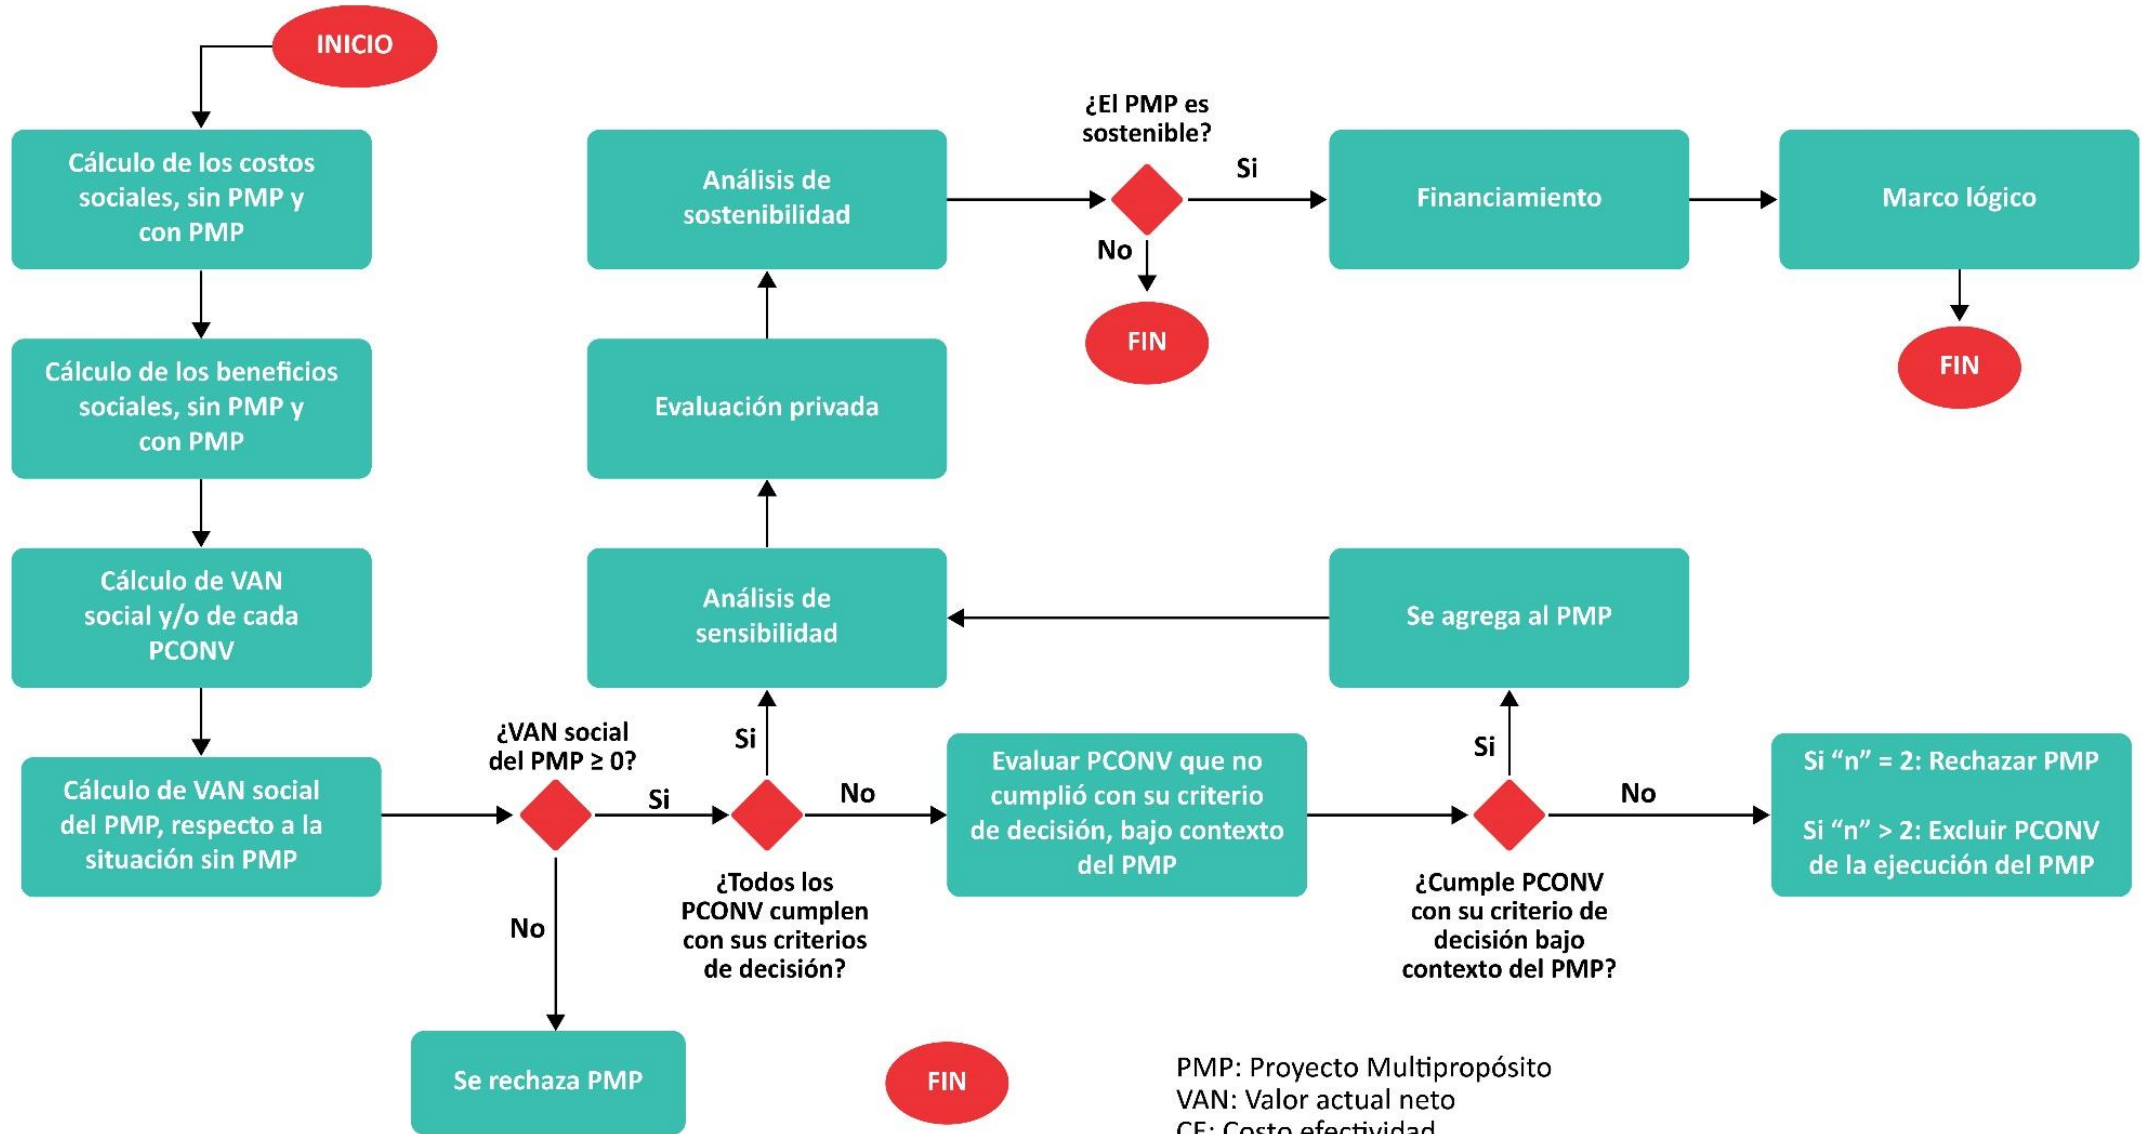 INICIO
Cálculo de los costos
sociales, sin PMP y
con PMP
Cálculo de los beneficios
sociales, sin PMP y
con PMP
Cálculo de VAN
social y/o de cada
PCONV
Cálculo de VAN social
del PMP, respecto a la
situación sin PMP
¿VAN social
del PMP ≥ 0?
Si
No
Se rechaza PMP
¿Todos los
PCONV cumplen
con sus criterios
de decisión?
Si
No
Análisis de
sensibilidad
Evaluación privada
Análisis de
sostenibilidad
¿El PMP es
sostenible?
Si
No
FIN
Financiamiento
Marco lógico
FIN
Evaluar PCONV que no
cumplió con su criterio
de decisión, bajo contexto
del PMP
¿Cumple PCONV
con su criterio de
decisión bajo
contexto del PMP?
Si
No
Se agrega al PMP
Si “n” = 2: Rechazar PMP
Si “n” > 2: Excluir PCONV
de la ejecución del PMP
FIN
PMP: Proyecto Multipropósito
VAN: Valor actual neto
CE: Costo efectividad